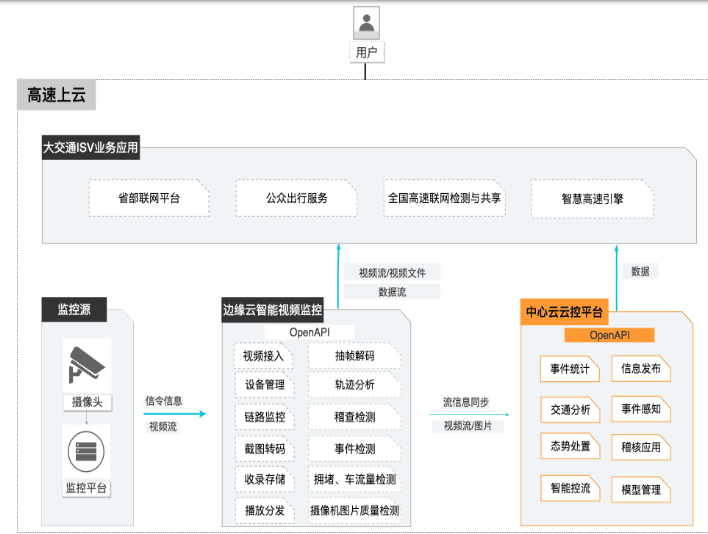 用户
高速上云
大交通ISV业务应用
省部联网平台
公众出行服务
全国高速联网检测与共享
智慧高速引擎
视频流/视频文件
数据流
数据
监控源
摄像头
监控平台
信令信息
视频流
边缘云智能视频监控
OpenAPI
视频接入
抽帧解码
设备管理
轨迹分析
链路监控
稽查检测
截图转码
事件检测
收录存储
拥堵、车流量检测
播放分发
摄像机图片质量检测
流信息同步
视频流/图片
中心云云控平台
OpenAPI
事件统计
信息发布
交通分析
事件感知
态势处置
稽核应用
智能控流
模型管理